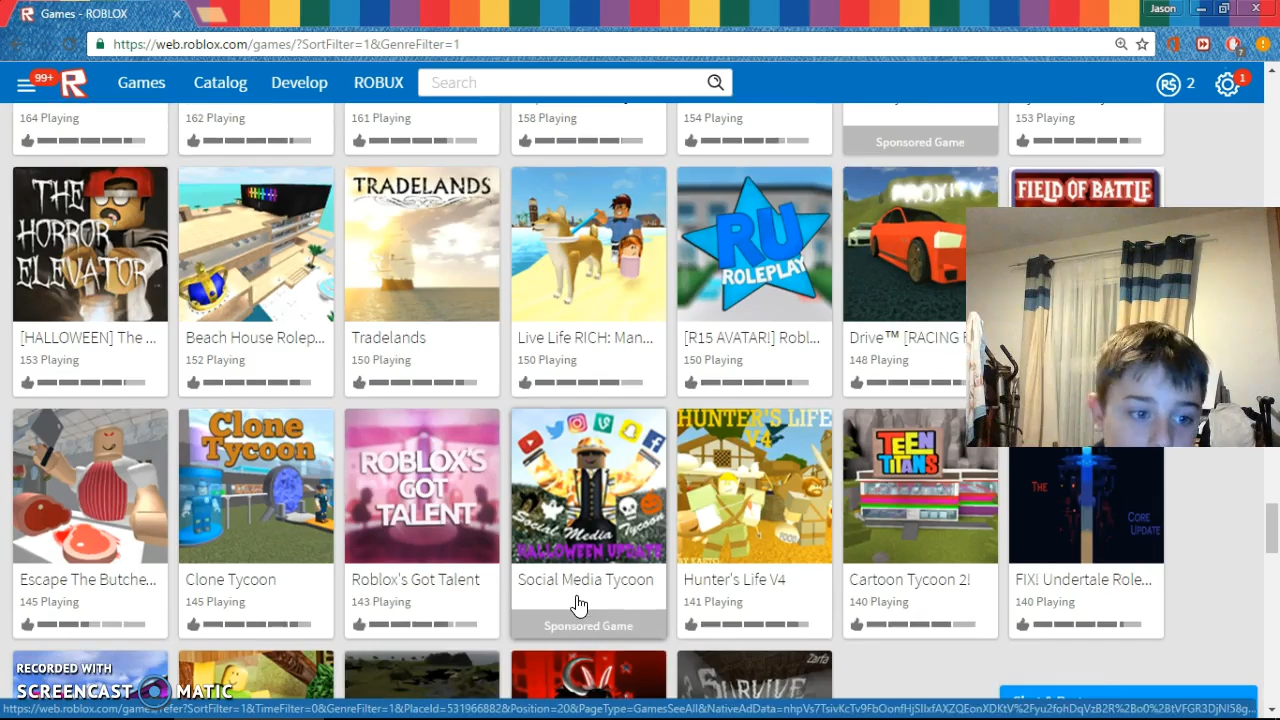 Games - ROBLOX
Jason
https://web.roblox.com/games/?SortFilter=1&GenreFilter=1
99+
Games
Catalog
Develop
ROBUX
Search
R$ 2
1
164 Playing
162 Playing
161 Playing
158 Playing
154 Playing
Sponsored Game
153 Playing
THE HORROR ELEVATOR
TRADELANDS
RU
ROLEPLAY
PROXITY
FIELD OF BATTLE
[HALLOWEEN] The ...
Beach House Rolep...
Tradelands
Live Life RICH: Man...
[R15 AVATAR!] Robl...
Drive™ [RACING
153 Playing
152 Playing
150 Playing
150 Playing
150 Playing
148 Playing
Clone Tycoon
ROBLOX'S GOT TALENT
Social Media Tycoon
HALLOWEEN UPDATE
HUNTER'S LIFE V4
TEEN TITANS
THE
CORE UPDATE
Escape The Butche...
Clone Tycoon
Roblox's Got Talent
Social Media Tycoon
Hunter's Life V4
Cartoon Tycoon 2!
FIX! Undertale Role...
145 Playing
145 Playing
143 Playing
Sponsored Game
141 Playing
140 Playing
140 Playing
SURVIVE
Zarfa
RECORDED WITH
SCREENCAST MATIC